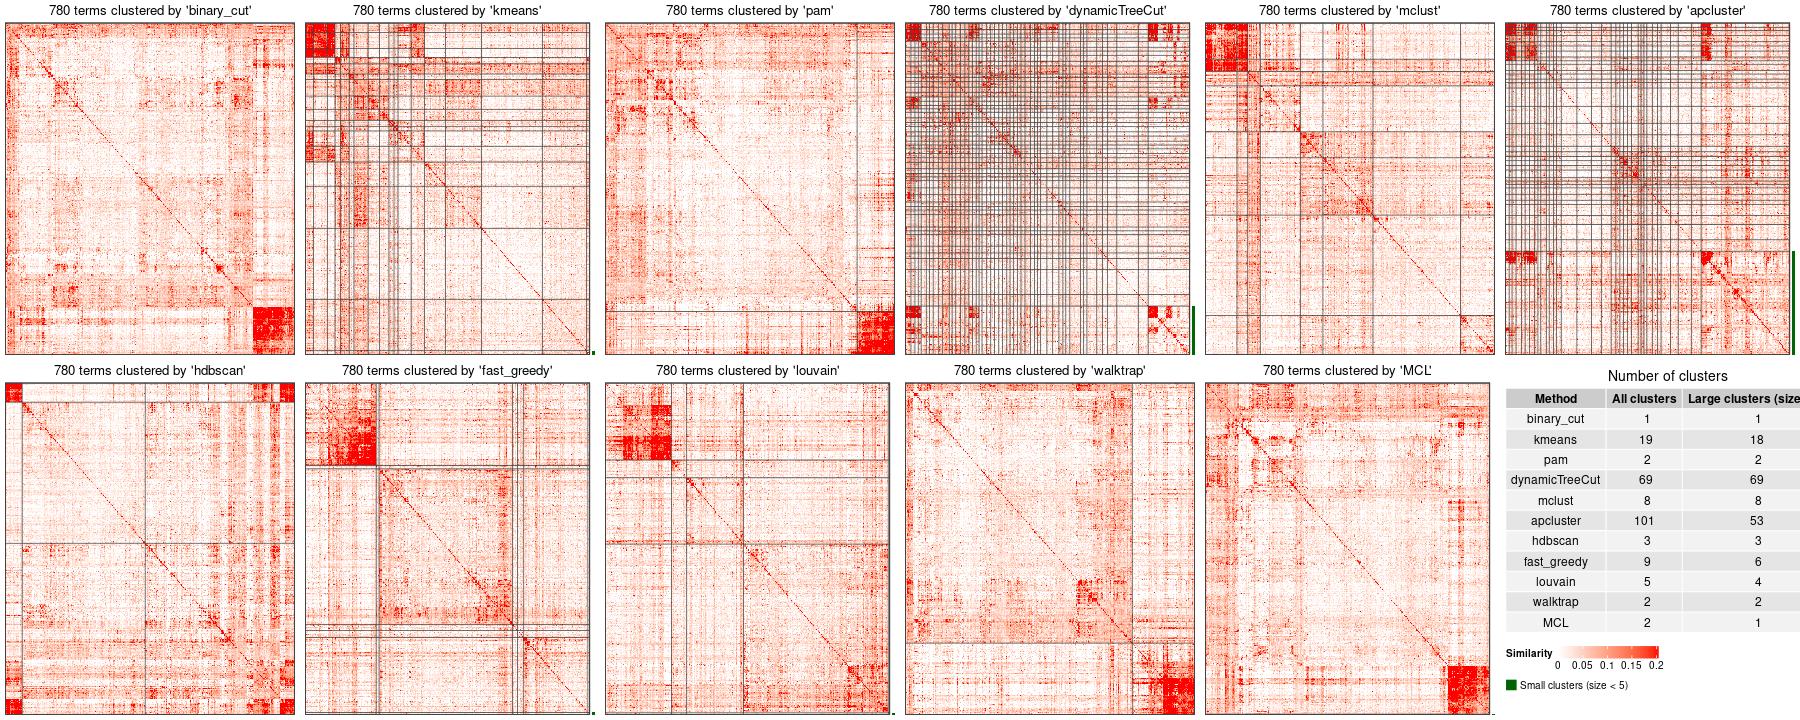 780 terms clustered by 'binary_cut'
780 terms clustered by 'kmeans'
780 terms clustered by 'pam'
780 terms clustered by 'dynamicTreeCut'
780 terms clustered by 'mclust'
780 terms clustered by 'apcluster'
780 terms clustered by 'hdbscan'
780 terms clustered by 'fast_greedy'
780 terms clustered by 'louvain'
780 terms clustered by 'walktrap'
780 terms clustered by 'MCL'
Number of clusters
Method All clusters Large clusters (size
binary_cut 1 1
kmeans 19 18
pam 2 2
dynamicTreeCut 69 69
mclust 8 8
apcluster 101 53
hdbscan 3 3
fast_greedy 9 6
louvain 5 4
walktrap 2 2
MCL 2 1
Similarity
0 0.05 0.1 0.15 0.2
Small clusters (size < 5)